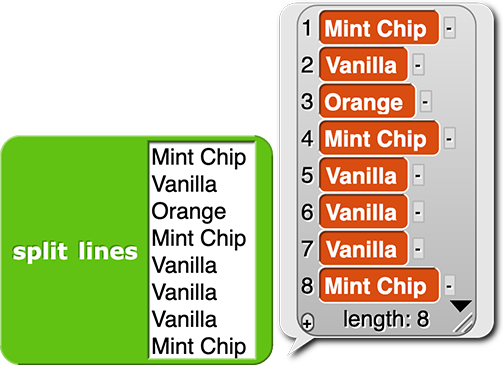 split lines
Mint Chip
Vanilla
Orange
Mint Chip
Vanilla
Vanilla
Vanilla
Mint Chip
1 Mint Chip -
2 Vanilla -
3 Orange -
4 Mint Chip -
5 Vanilla -
6 Vanilla -
7 Vanilla -
8 Mint Chip -
+ length: 8